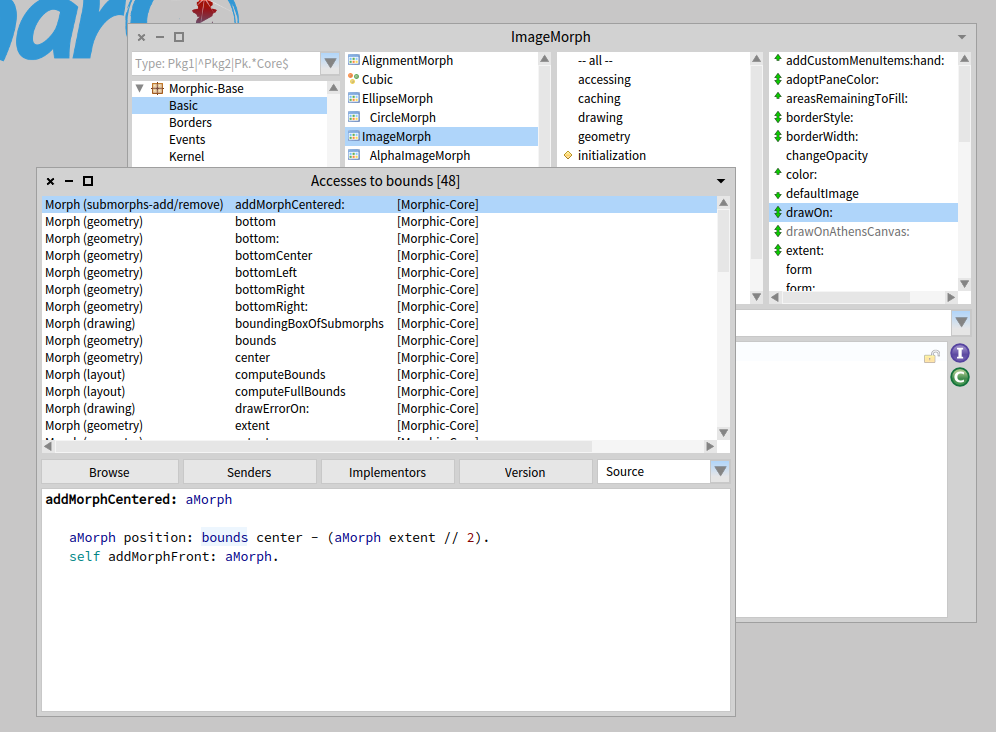 ImageMorph
Type: Pkg1|^Pkg2|Pk.*Core$
Morphic-Base
Basic
Borders
Events
Kernel
AlignmentMorph
Cubic
EllipseMorph
CircleMorph
ImageMorph
AlphaImageMorph
-- all --
accessing
caching
drawing
geometry
initialization
addCustomMenuItems:hand:
adoptPaneColor:
areasRemainingToFill:
borderStyle:
borderWidth:
changeOpacity
color:
defaultImage
drawOn:
drawOnAthensCanvas:
extent:
form
form:
Accesses to bounds [48]
Morph (submorphs-add/remove) addMorphCentered: [Morphic-Core]
Morph (geometry) bottom [Morphic-Core]
Morph (geometry) bottom: [Morphic-Core]
Morph (geometry) bottomCenter [Morphic-Core]
Morph (geometry) bottomLeft [Morphic-Core]
Morph (geometry) bottomRight [Morphic-Core]
Morph (geometry) bottomRight: [Morphic-Core]
Morph (drawing) boundingBoxOfSubmorphs [Morphic-Core]
Morph (geometry) bounds [Morphic-Core]
Morph (geometry) center [Morphic-Core]
Morph (layout) computeBounds [Morphic-Core]
Morph (layout) computeFullBounds [Morphic-Core]
Morph (drawing) drawErrorOn: [Morphic-Core]
Morph (geometry) extent [Morphic-Core]
Browse Senders Implementors Version Source
addMorphCentered: aMorph
aMorph position: bounds center - (aMorph extent // 2).
self addMorphFront: aMorph.
I
C